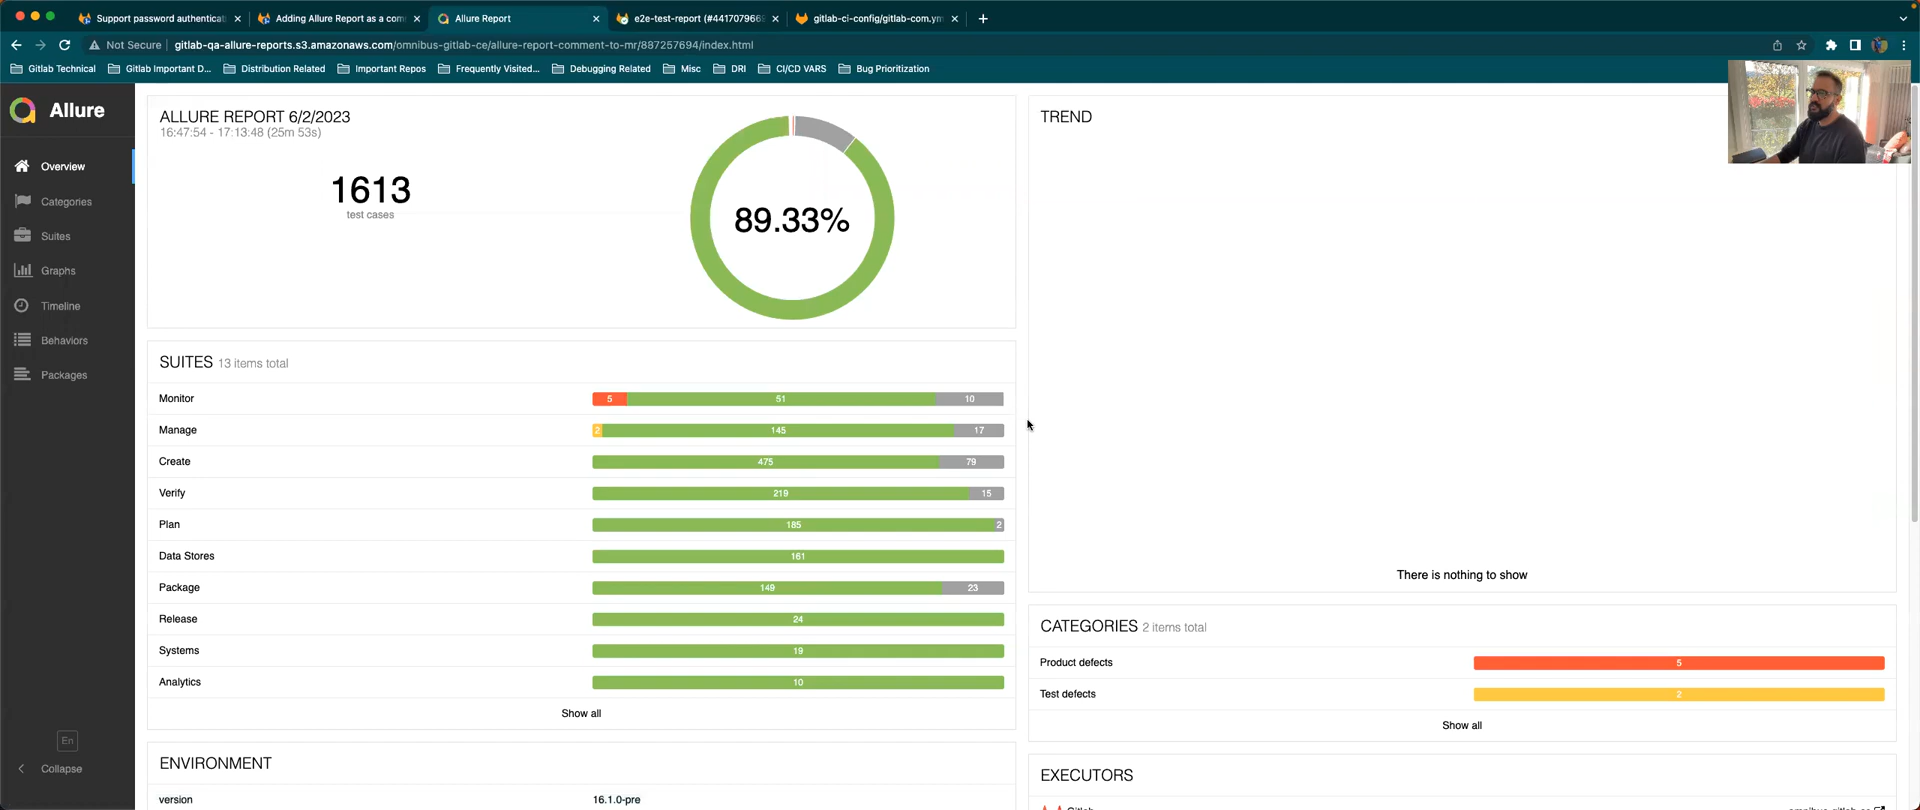 Support password authenticat
Adding Allure Report as a com
Allure Report
e2e-test-report (#4417079668
gitlab-ci-config/gitlab-com.ym
Not Secure
gitlab-qa-allure-reports.s3.amazonaws.com/omnibus-gitlab-ce/allure-report-comment-to-mr/887257694/index.html
Gitlab Technical
Gitlab Important D...
Distribution Related
Important Repos
Frequently Visited...
Debugging Related
Misc
DRI
CI/CD VARS
Bug Prioritization
Allure
Overview
Categories
Suites
Graphs
Timeline
Behaviors
Packages
En
Collapse
ALLURE REPORT 6/2/2023
16:47:54 - 17:13:48 (25m 53s)
1613
test cases
89.33%
SUITES 13 items total
Monitor 5 51 10
Manage 2 145 17
Create 475 79
Verify 219 15
Plan 185 2
Data Stores 161
Package 149 23
Release 24
Systems 19
Analytics 10
Show all
ENVIRONMENT
version 16.1.0-pre
TREND
There is nothing to show
CATEGORIES 2 items total
Product defects 5
Test defects 2
Show all
EXECUTORS